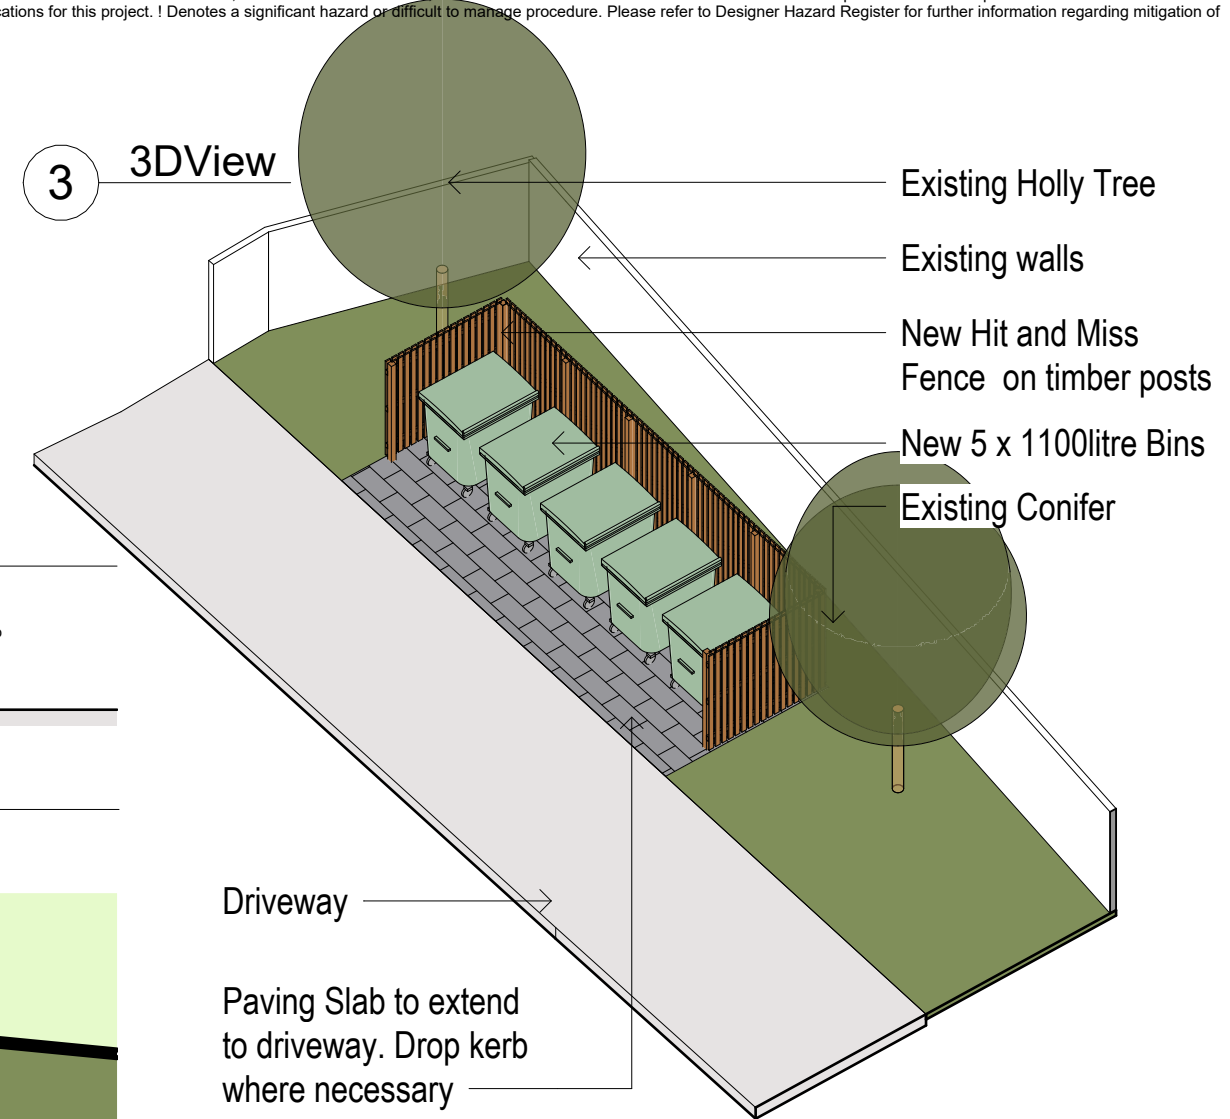 cations for this project. ! Denotes a significant hazard or difficult to manage procedure. Please refer to Designer Hazard Register for further information regarding mitigation of
3
3DView
Existing Holly Tree
Existing walls
New Hit and Miss
Fence on timber posts
New 5 x 1100litre Bins
Existing Conifer
Driveway
Paving Slab to extend
to driveway. Drop kerb
where necessary